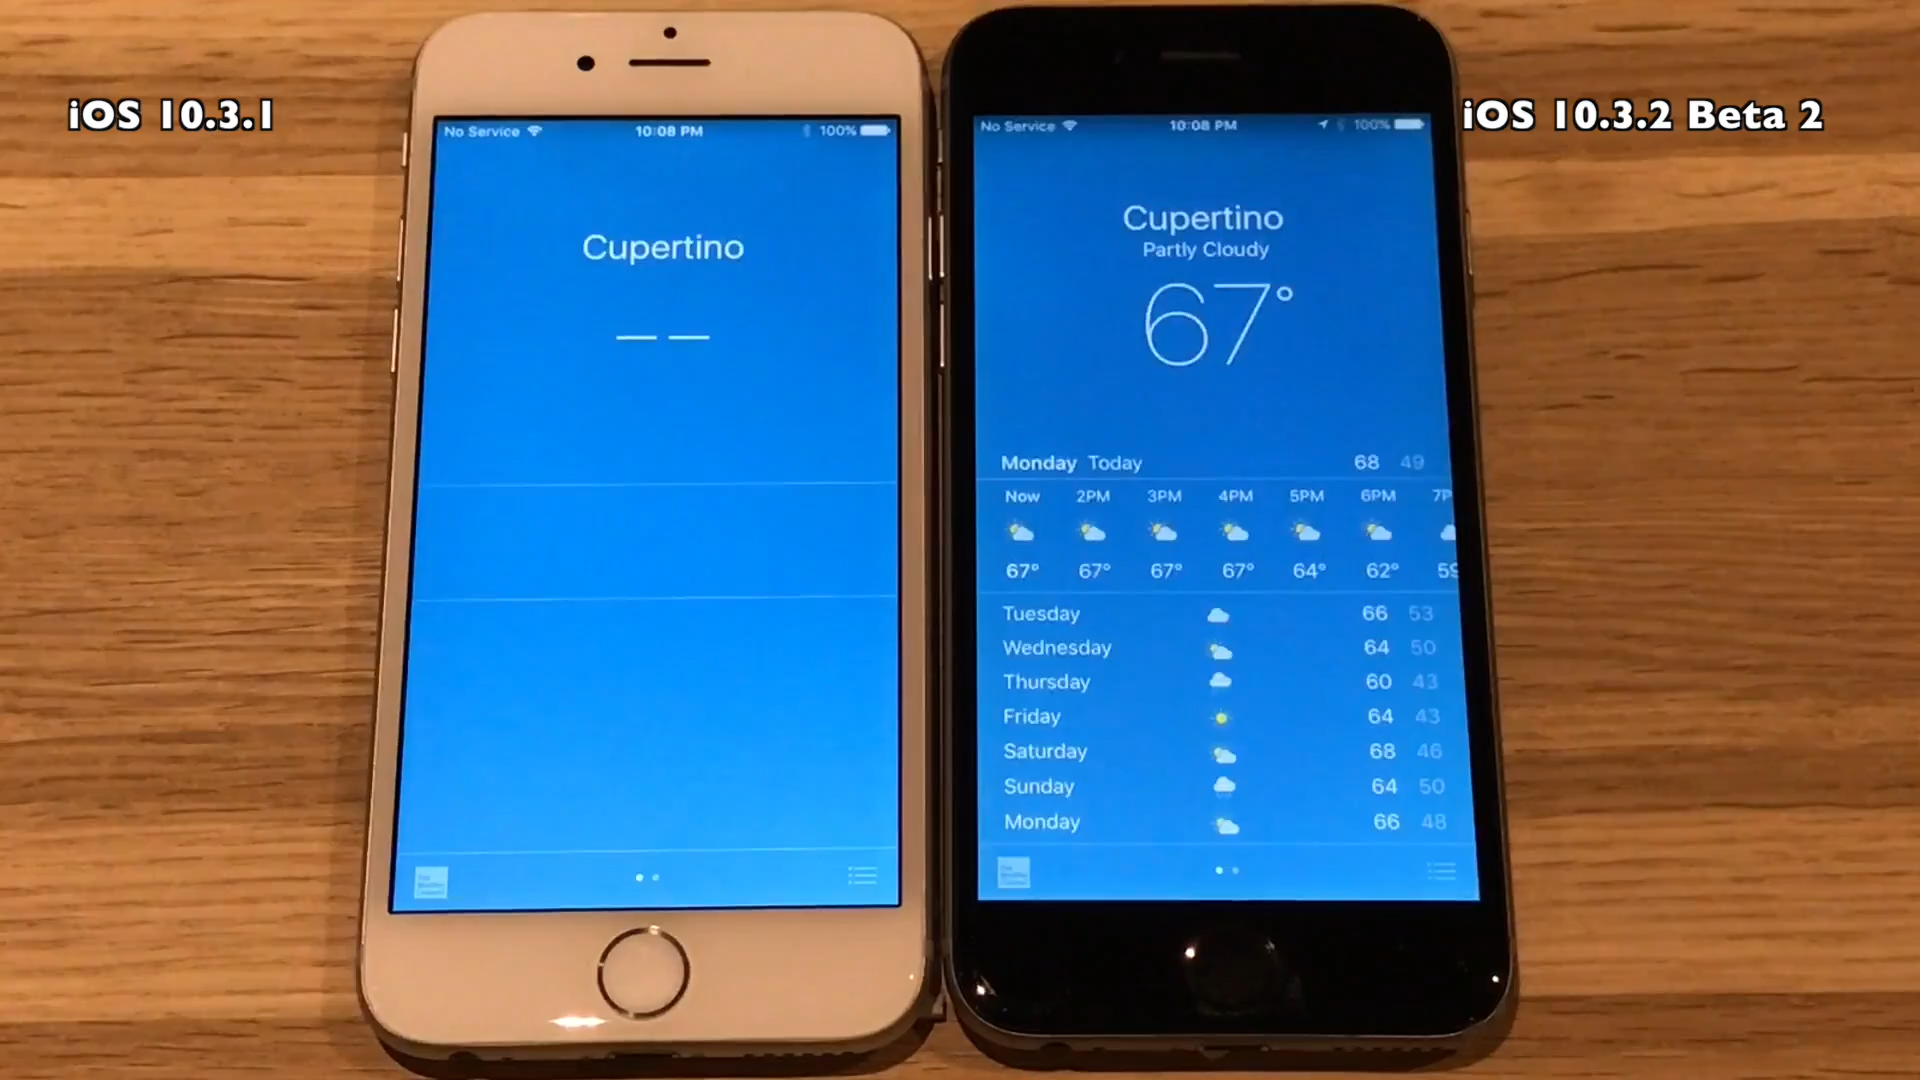 iOS 10.3.1
iOS 10.3.2 Beta 2
No Service 10:08 PM 100%
Cupertino
— —
No Service 10:08 PM 100%
Cupertino
Partly Cloudy
67°
Monday Today 68 49
Now 2PM 3PM 4PM 5PM 6PM 7P
67° 67° 67° 67° 64° 62° 59
Tuesday 66 53
Wednesday 64 50
Thursday 60 43
Friday 64 43
Saturday 68 46
Sunday 64 50
Monday 66 48